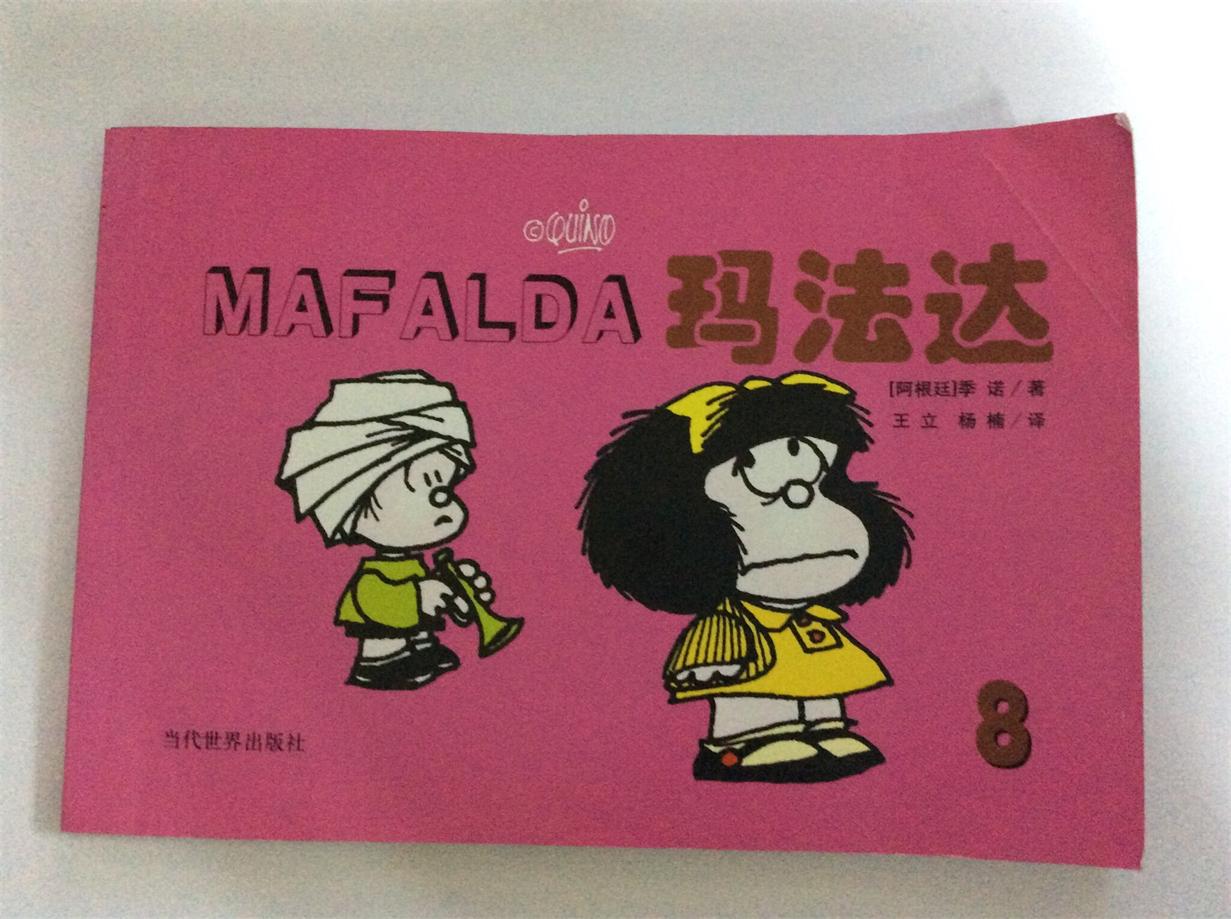 ©QUINO
MAFALDA 玛法达
[阿根廷]季 诺／著
王 立 杨 楠／译
8
当代世界出版社